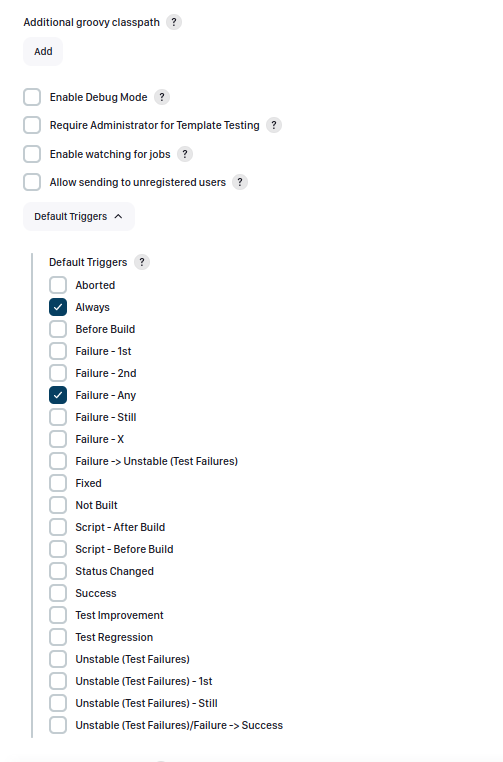 Additional groovy classpath ?
Add
Enable Debug Mode ?
Require Administrator for Template Testing ?
Enable watching for jobs ?
Allow sending to unregistered users ?
Default Triggers
Default Triggers ?
Aborted
Always
Before Build
Failure - 1st
Failure - 2nd
Failure - Any
Failure - Still
Failure - X
Failure -> Unstable (Test Failures)
Fixed
Not Built
Script - After Build
Script - Before Build
Status Changed
Success
Test Improvement
Test Regression
Unstable (Test Failures)
Unstable (Test Failures) - 1st
Unstable (Test Failures) - Still
Unstable (Test Failures)/Failure -> Success